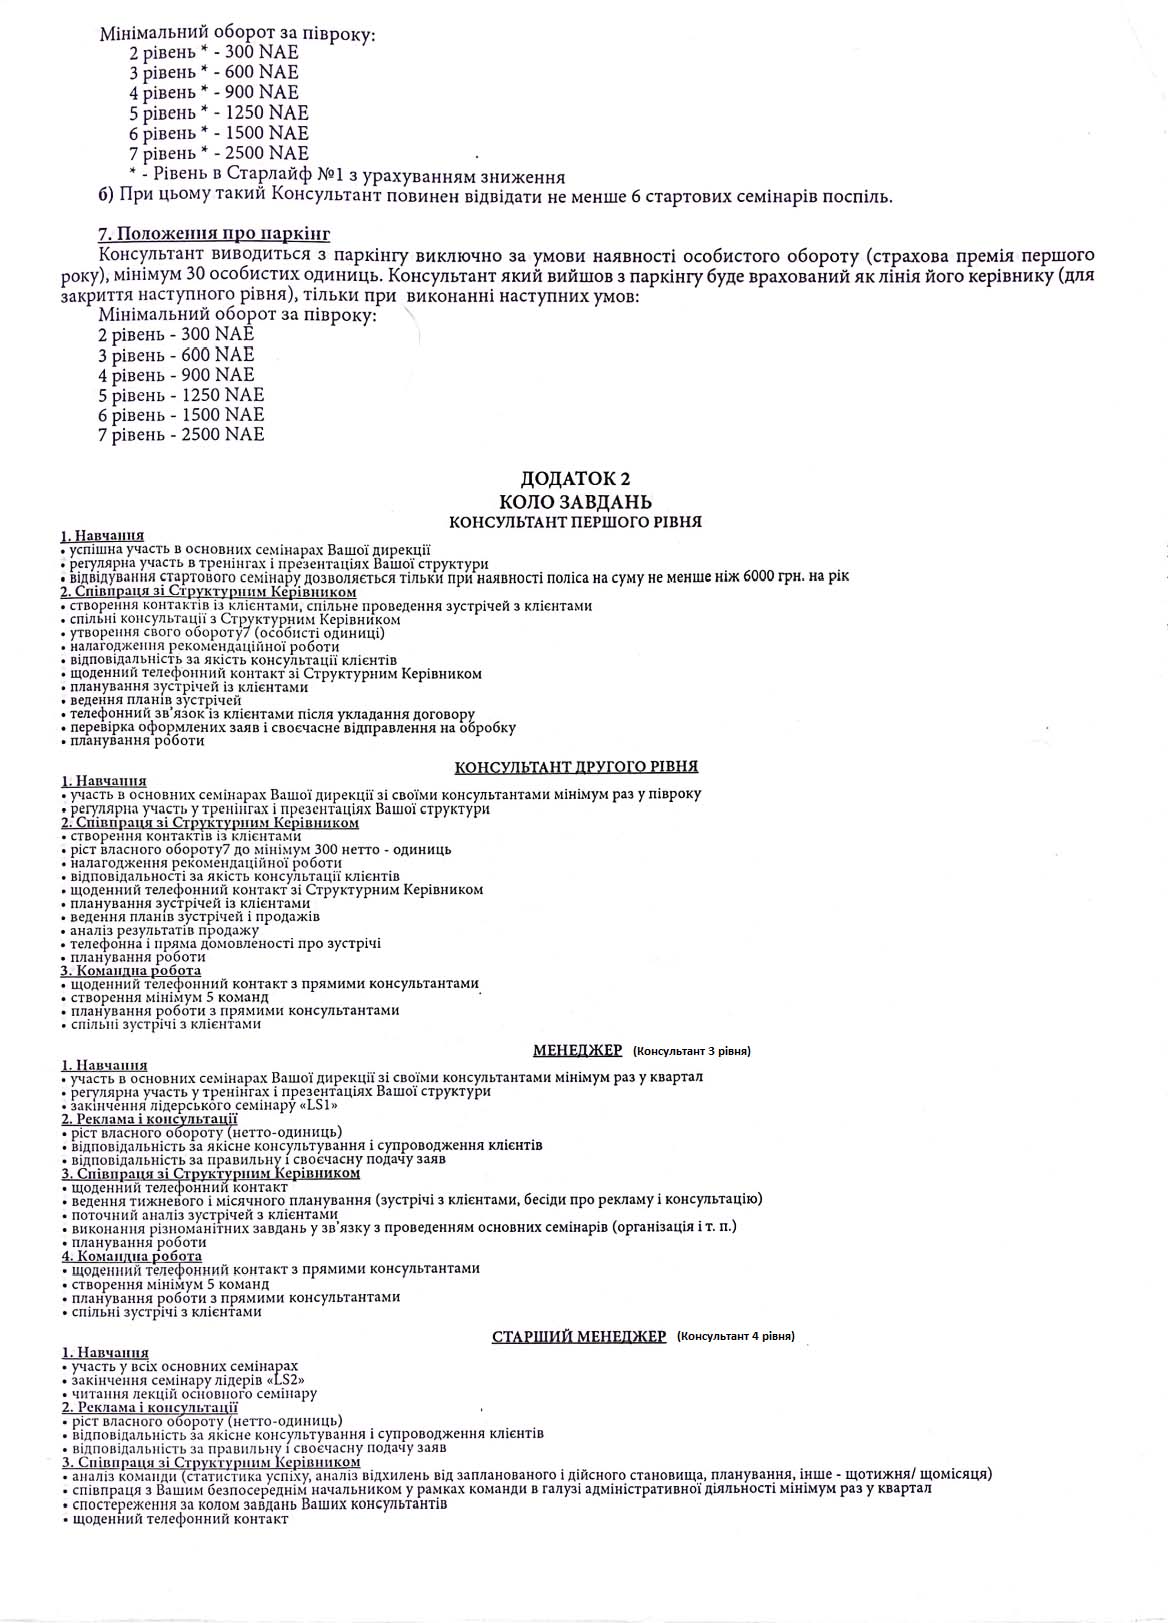 Мінімальний оборот за півроку:
2 рівень * - 300 NAE
3 рівень * - 600 NAE
4 рівень * - 900 NAE
5 рівень * - 1250 NAE
6 рівень * - 1500 NAE
7 рівень * - 2500 NAE
* - Рівень в Старлайф №1 з урахуванням зниження
б) При цьому такий Консультант повинен відвідати не менше 6 стартових семінарів поспіль.
7. Положення про паркінг
Консультант виводиться з паркінгу виключно за умови наявності особистого обороту (страхова премія першого
року), мінімум 30 особистих одиниць. Консультант який вийшов з паркінгу буде врахований як лінія його керівнику (для
закриття наступного рівня), тільки при виконанні наступних умов:
Мінімальний оборот за півроку:
2 рівень - 300 NAE
3 рівень - 600 NAE
4 рівень - 900 NAE
5 рівень - 1250 NAE
6 рівень - 1500 NAE
7 рівень - 2500 NAE
ДОДАТОК 2
КОЛО ЗАВДАНЬ
КОНСУЛЬТАНТ ПЕРШОГО РІВНЯ
1. Навчання
• успішна участь в основних семінарах Вашої дирекції
• регулярна участь в тренінгах і презентаціях Вашої структури
• відвідування стартового семінару дозволяється тільки при наявності поліса на суму не менше ніж 6000 грн. на рік
2. Співпраця зі Структурним Керівником
• створення контактів із клієнтами, спільне проведення зустрічей з клієнтами
• спільні консультації з Структурним Керівником
• утворення свого обороту7 (особисті одиниці)
• налагодження рекомендаційної роботи
• відповідальність за якість консультації клієнтів
• щоденний телефонний контакт зі Структурним Керівником
• планування зустрічей із клієнтами
• ведення планів зустрічей
• телефонний зв’язок із клієнтами після укладання договору
• перевірка оформлених заяв і своєчасне відправлення на обробку
• планування роботи
КОНСУЛЬТАНТ ДРУГОГО РІВНЯ
1. Навчання
• участь в основних семінарах Вашої дирекції зі своїми консультантами мінімум раз у півроку
• регулярна участь у тренінгах і презентаціях Вашої структури
2. Співпраця зі Структурним Керівником
• створення контактів із клієнтами
• ріст власного обороту7 до мінімум 300 нетто - одиниць
• налагодження рекомендаційної роботи
• відповідальності за якість консультації клієнтів
• щоденний телефонний контакт зі Структурним Керівником
• планування зустрічей із клієнтами
• ведення планів зустрічей і продажів
• аналіз результатів продажу
• телефонна і пряма домовленості про зустрічі
• планування роботи
3. Командна робота
• щоденний телефонний контакт з прямими консультантами
• створення мінімум 5 команд
• планування роботи з прямими консультантами
• спільні зустрічі з клієнтами
МЕНЕДЖЕР (Консультант 3 рівня)
1. Навчання
• участь в основних семінарах Вашої дирекції зі своїми консультантами мінімум раз у квартал
• регулярна участь у тренінгах і презентаціях Вашої структури
• закінчення лідерського семінару «LS1»
2. Реклама і консультації
• ріст власного обороту (нетто-одиниць)
• відповідальність за якісне консультування і супроводження клієнтів
• відповідальність за правильну і своєчасну подачу заяв
3. Співпраця зі Структурним Керівником
• щоденний телефонний контакт
• ведення тижневого і місячного планування (зустрічі з клієнтами, бесіди про рекламу і консультацію)
• поточний аналіз зустрічей з клієнтами
• виконання різноманітних завдань у зв’язку з проведенням основних семінарів (організація і т. п.)
• планування роботи
4. Командна робота
• щоденний телефонний контакт з прямими консультантами
• створення мінімум 5 команд
• планування роботи з прямими консультантами
• спільні зустрічі з клієнтами
СТАРШИЙ МЕНЕДЖЕР (Консультант 4 рівня)
1. Навчання
• участь у всіх основних семінарах
• закінчення семінару лідерів «LS2»
• читання лекцій основного семінару
2. Реклама і консультації
• ріст власного обороту (нетто-одиниць)
• відповідальність за якісне консультування і супроводження клієнтів
• відповідальність за правильну і своєчасну подачу заяв
3. Співпраця зі Структурним Керівником
• аналіз команди (статистика успіху, аналіз відхилень від запланованого і дійсного становища, планування, інше - щотижня/ щомісяця)
• співпраця з Вашим безпосереднім начальником у рамках команди в галузі адміністративної діяльності мінімум раз у квартал
• спостереження за колом завдань Ваших консультантів
• щоденний телефонний контакт